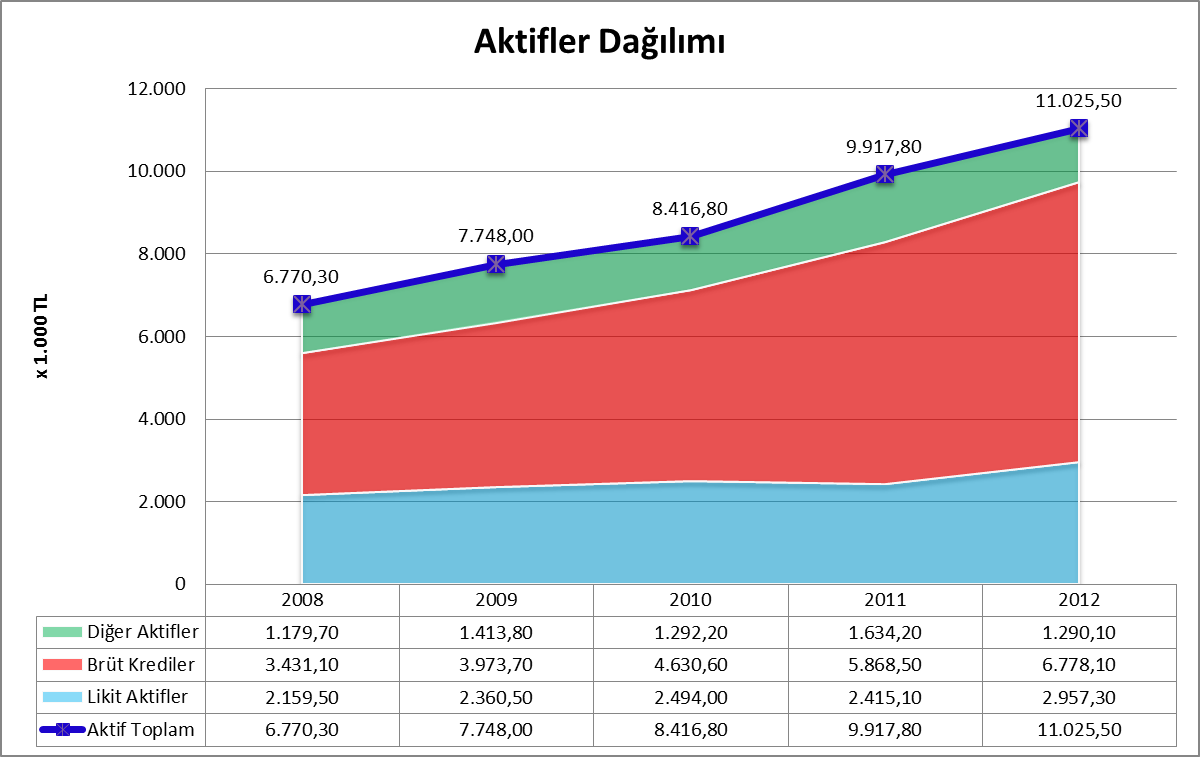 Aktifler Dağılımı
12.000
11.025,50
9.917,80
10.000
8.416,80
7.748,00
8.000
6.770,30
6.000
x 1.000 TL
4.000
2.000
0
2008 2009 2010 2011 2012
Diğer Aktifler 1.179,70 1.413,80 1.292,20 1.634,20 1.290,10
Brüt Krediler 3.431,10 3.973,70 4.630,60 5.868,50 6.778,10
Likit Aktifler 2.159,50 2.360,50 2.494,00 2.415,10 2.957,30
Aktif Toplam 6.770,30 7.748,00 8.416,80 9.917,80 11.025,50